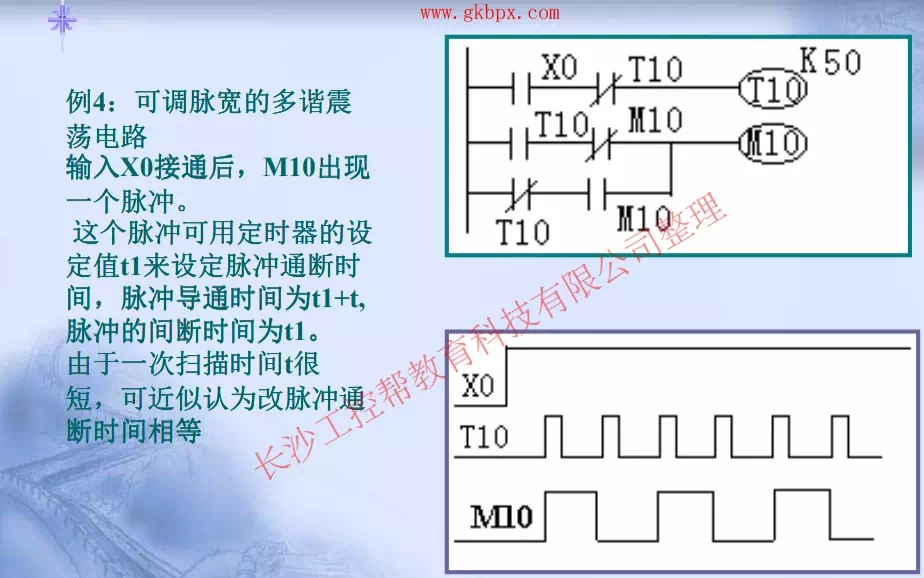 www.gkbpx.com
例4：可调脉宽的多谐震
荡电路
输入X0接通后，M10出现
一个脉冲。
这个脉冲可用定时器的设
定值t1来设定脉冲通断时
间，脉冲导通时间为t1+t,
脉冲的间断时间为t1。
由于一次扫描时间t很
短，可近似认为改脉冲通
断时间相等
X0 T10 T10 K50
T10 M10 M10
T10 M10
长沙工控帮教育科技有限公司整理
X0
T10
M10